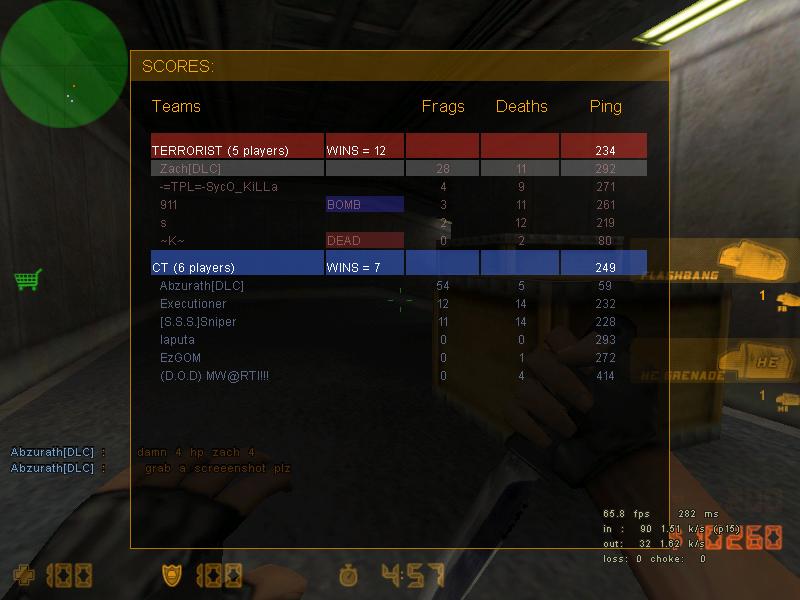 SCORES:
Teams Frags Deaths Ping
TERRORIST (5 players) WINS = 12 234
Zach[DLC] 28 11 292
-=TPL=-SycO_KiLLa 4 9 271
911 BOMB 3 11 261
s 2 12 219
~K~ DEAD 0 2 80
CT (6 players) WINS = 7 249
Abzurath[DLC] 54 5 59
Executioner 12 14 232
[S.S.S]Sniper 11 14 228
laputa 0 0 293
EzGOM 0 1 272
(D.O.D) MW@RTI!!! 0 4 414
FLASHBANG
1 FB
HE
HE GRENADE
1 HE
Abzurath[DLC] : damn 4 hp zach 4
Abzurath[DLC] : grab a screeenshot plz
65.8 fps 282 ms
in : 90 1.51 k/s (p15)
out: 32 1.62 k/s
loss: 0 choke: 0
100 100 4:57